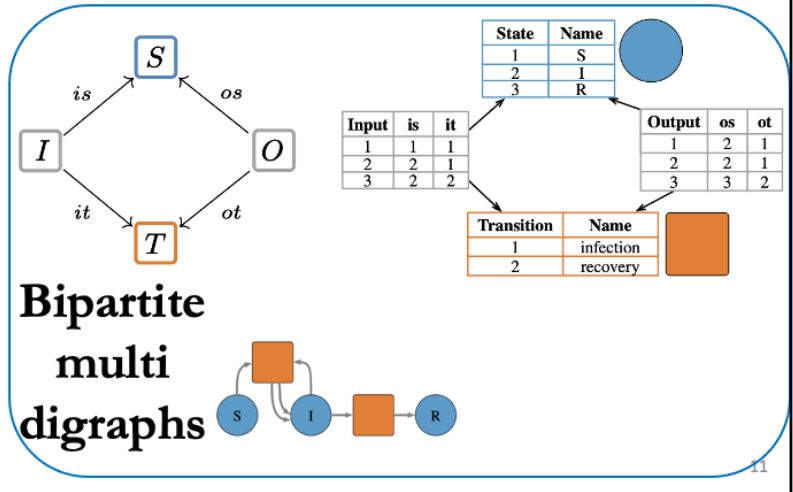 S
is
os
I
O
it
ot
T
State Name
1 S
2 I
3 R
Input is it
1 1 1
2 2 1
3 2 2
Output os ot
1 2 1
2 2 1
3 3 2
Transition Name
1 infection
2 recovery
Bipartite
multi
digraphs
S I R
11